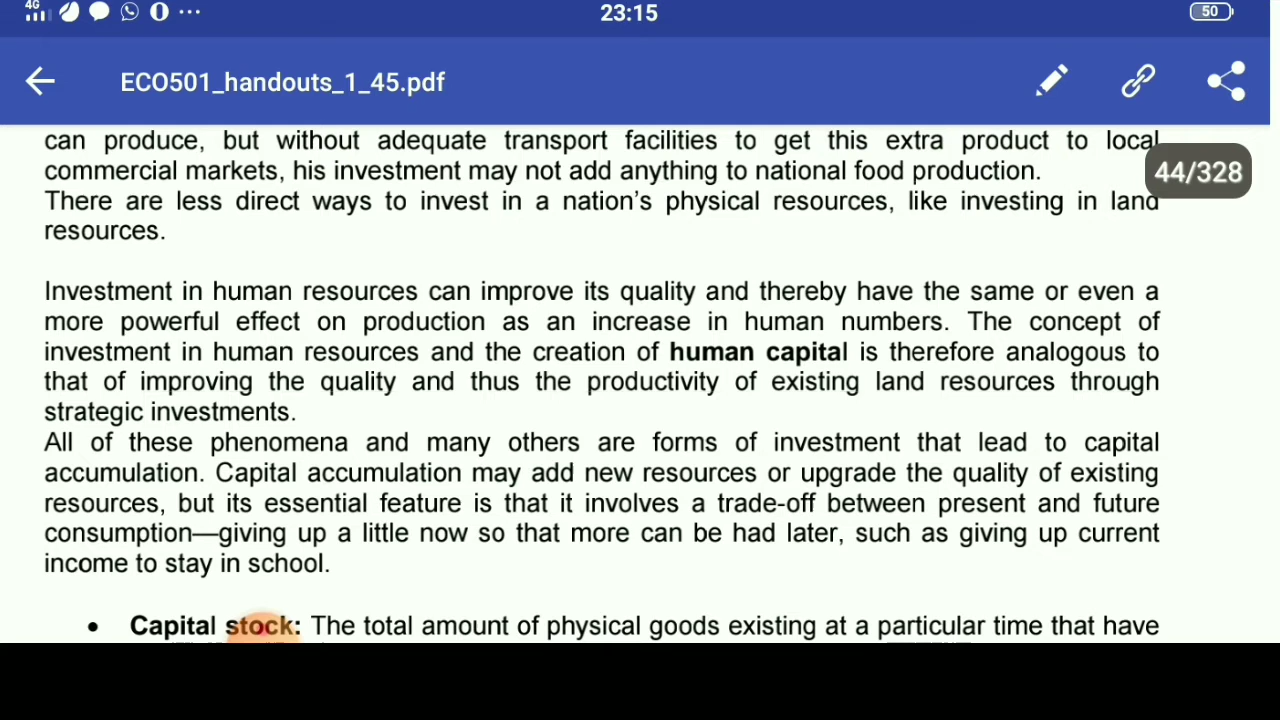 4G
23:15
50
ECO501_handouts_1_45.pdf
can produce, but without adequate transport facilities to get this extra product to local
commercial markets, his investment may not add anything to national food production.
44/328
There are less direct ways to invest in a nation’s physical resources, like investing in land
resources.
Investment in human resources can improve its quality and thereby have the same or even a
more powerful effect on production as an increase in human numbers. The concept of
investment in human resources and the creation of human capital is therefore analogous to
that of improving the quality and thus the productivity of existing land resources through
strategic investments.
All of these phenomena and many others are forms of investment that lead to capital
accumulation. Capital accumulation may add new resources or upgrade the quality of existing
resources, but its essential feature is that it involves a trade-off between present and future
consumption—giving up a little now so that more can be had later, such as giving up current
income to stay in school.
• Capital stock: The total amount of physical goods existing at a particular time that have